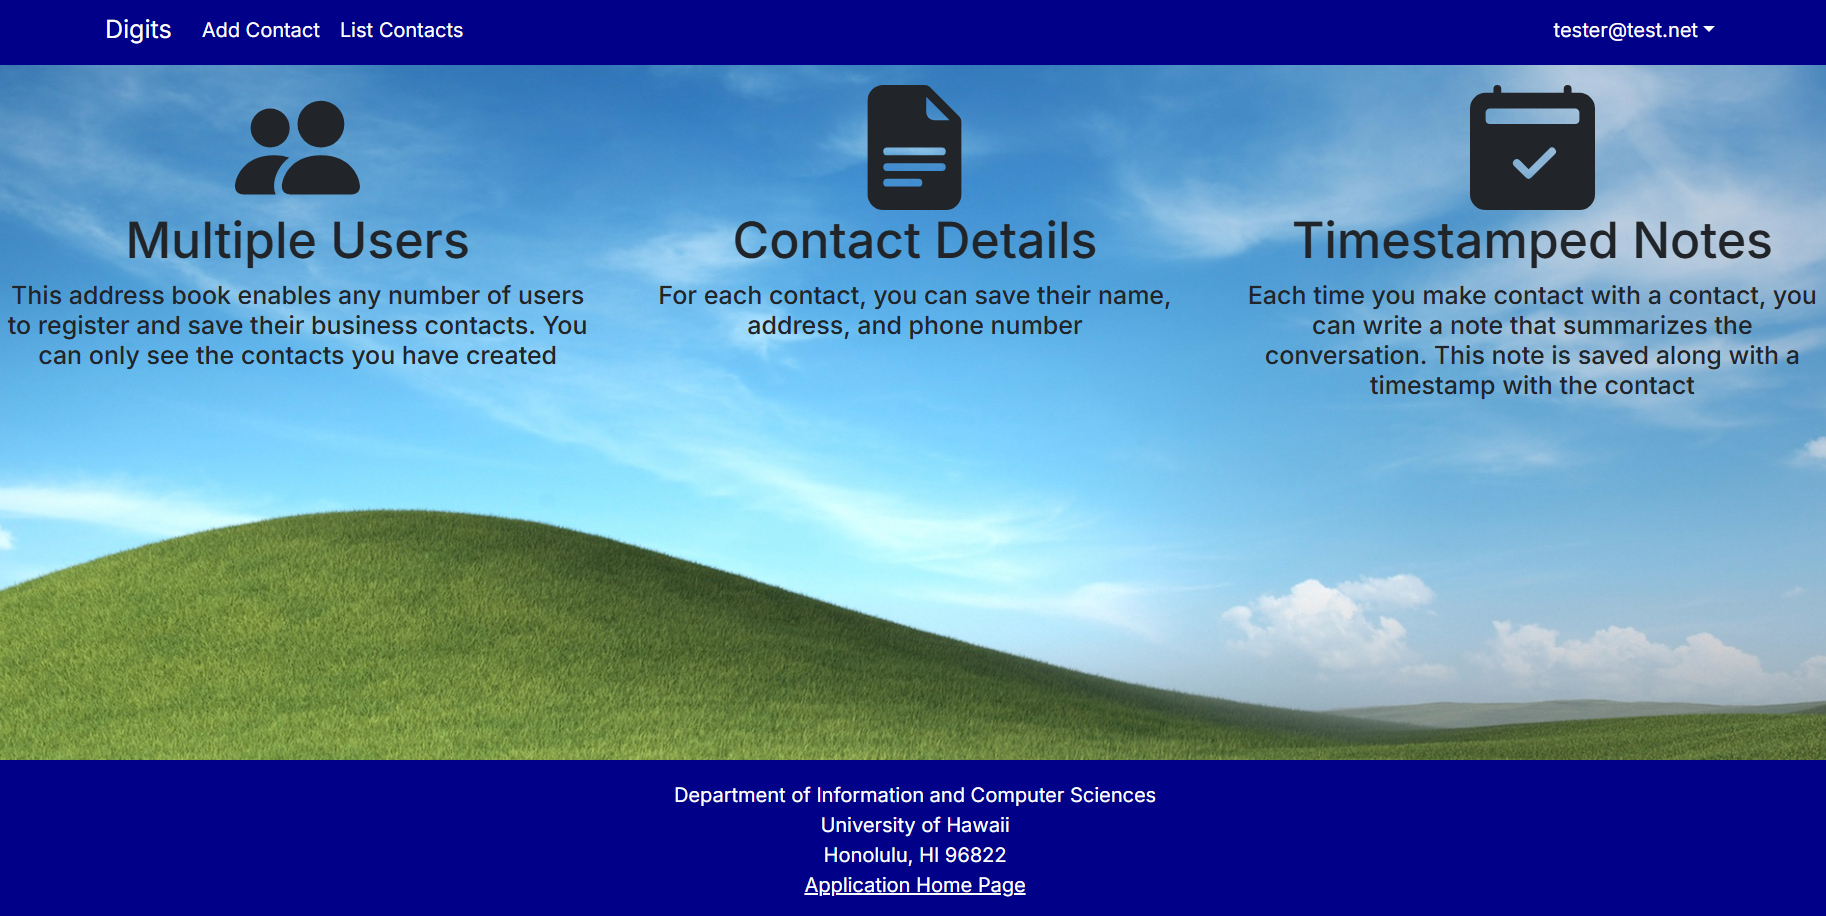 Digits
Add Contact
List Contacts
tester@test.net
Multiple Users
This address book enables any number of users
to register and save their business contacts. You
can only see the contacts you have created
Contact Details
For each contact, you can save their name,
address, and phone number
Timestamped Notes
Each time you make contact with a contact, you
can write a note that summarizes the
conversation. This note is saved along with a
timestamp with the contact
Department of Information and Computer Sciences
University of Hawaii
Honolulu, HI 96822
Application Home Page